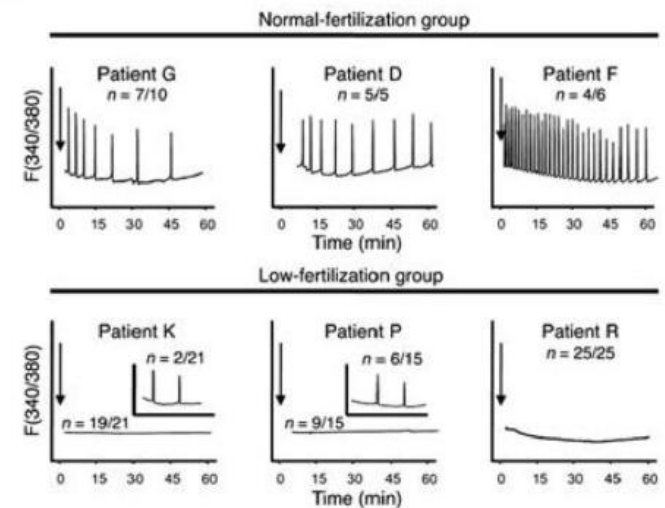 Normal-fertilization group
Patient G
n = 7/10
Patient D
n = 5/5
Patient F
n = 4/6
F(340/380)
0 15 30 45 60
0 15 30 45 60
0 15 30 45 60
Time (min)
Low-fertilization group
Patient K
n = 2/21
n = 19/21
Patient P
n = 6/15
n = 9/15
Patient R
n = 25/25
F(340/380)
0 15 30 45 60
0 15 30 45 60
0 15 30 45 60
Time (min)